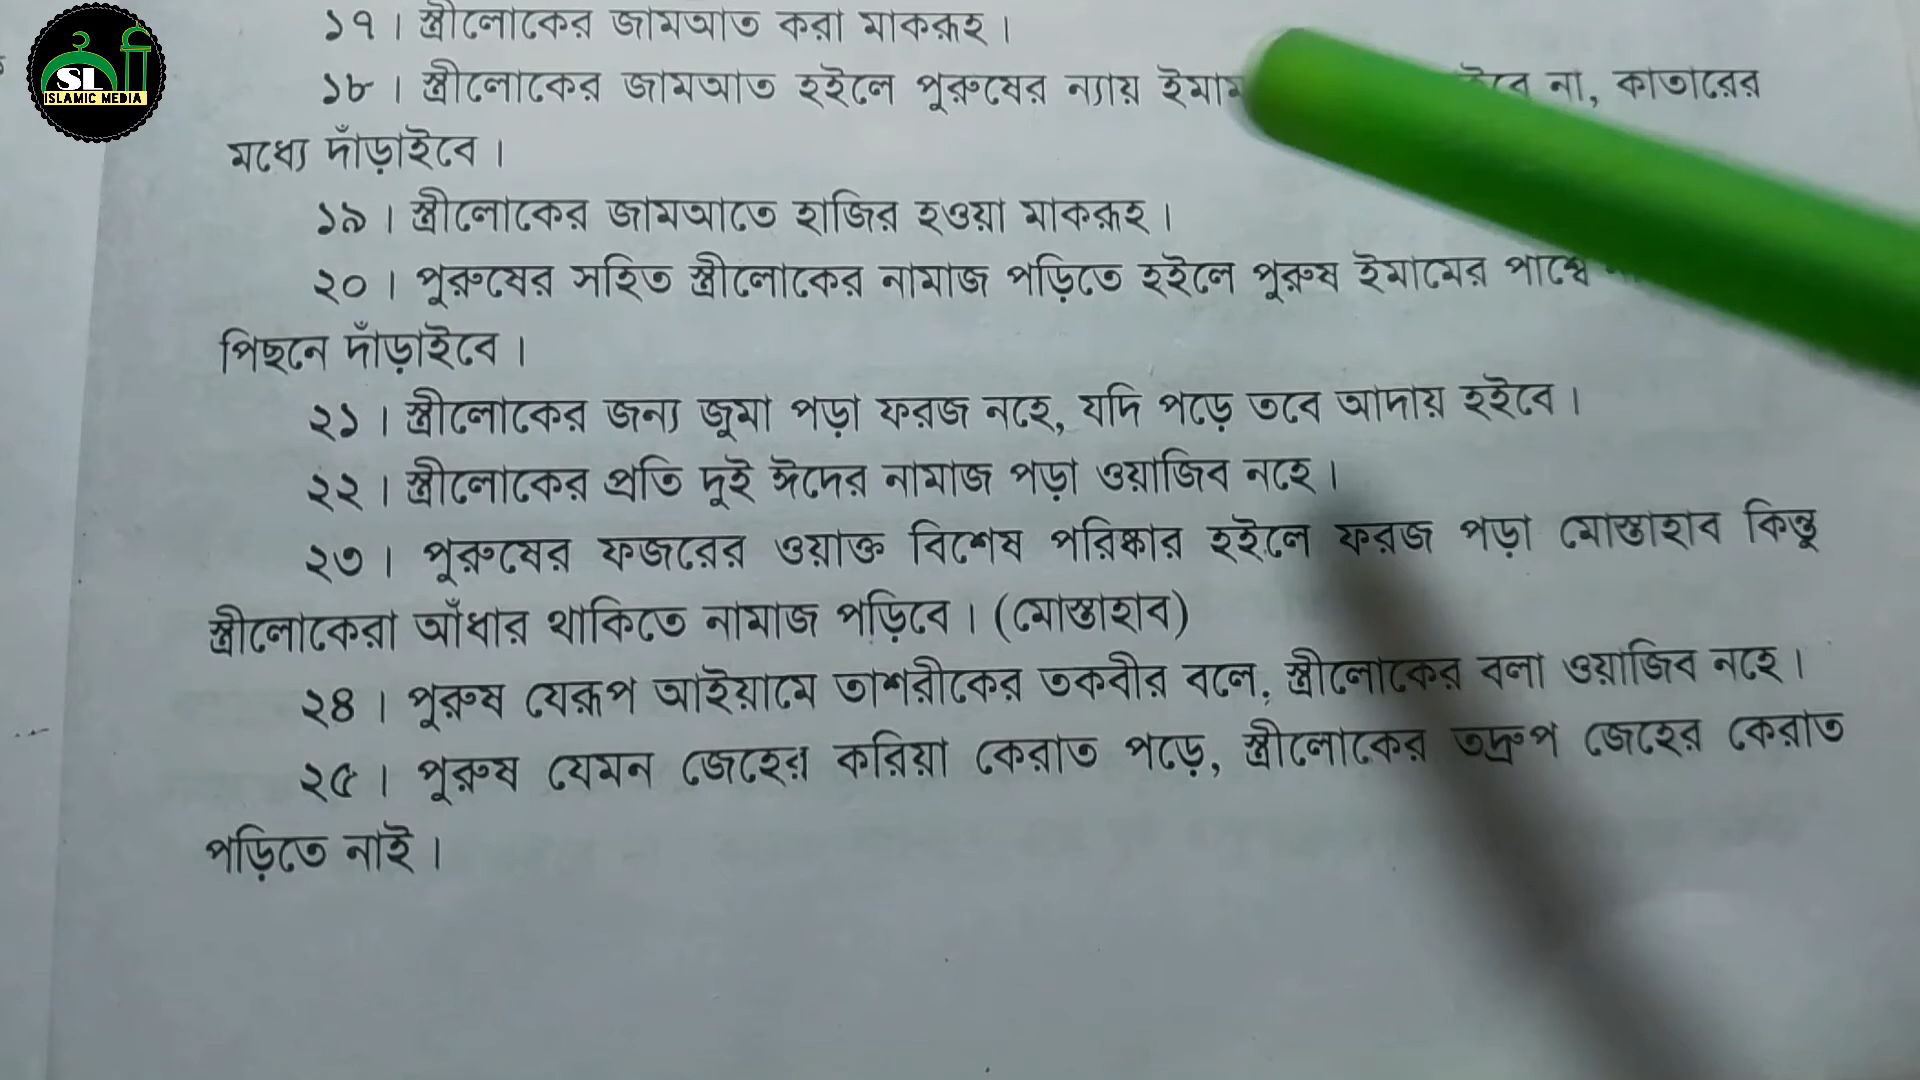 SL
ISLAMIC MEDIA
১৭। স্ত্রীলোকের জামআত করা মাকরূহ।
১৮। স্ত্রীলোকের জামআত হইলে পুরুষের ন্যায় না, কাতারের
মধ্যে দাঁড়াইবে।
১৯। স্ত্রীলোকের জামআতে হাজির হওয়া মাকরূহ।
২০। পুরুষের সহিত স্ত্রীলোকের নামাজ পড়িতে হইলে পুরুষ ইমামের পার্শ্বে
পিছনে দাঁড়াইবে।
২১। স্ত্রীলোকের জন্য জুমা পড়া ফরজ নহে, যদি পড়ে তবে আদায় হইবে।
২২। স্ত্রীলোকের প্রতি দুই ঈদের নামাজ পড়া ওয়াজিব নহে।
২৩। পুরুষের ফজরের ওয়াক্ত বিশেষ পরিষ্কার হইলে ফরজ পড়া মোস্তাহাব কিন্তু
স্ত্রীলোকেরা আঁধার থাকিতে নামাজ পড়িবে। (মোস্তাহাব)
২৪। পুরুষ যেরূপ আইয়ামে তাশরীকের তকবীর বলে, স্ত্রীলোকের বলা ওয়াজিব নহে।
২৫। পুরুষ যেমন জেহের করিয়া কেরাত পড়ে, স্ত্রীলোকের তদ্রুপ জেহের কেরাত
পড়িতে নাই।